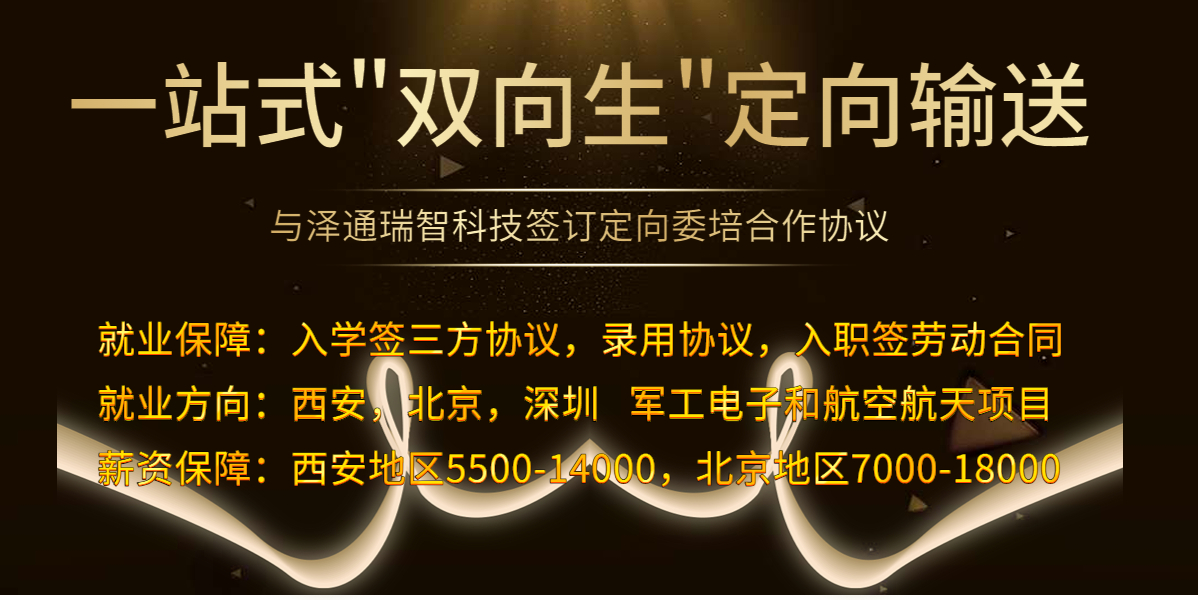 一站式"双向生"定向输送
与泽通瑞智科技签订定向委培合作协议
就业保障：入学签三方协议，录用协议，入职签劳动合同
就业方向：西安，北京，深圳 军工电子和航空航天项目
薪资保障：西安地区5500-14000，北京地区7000-18000